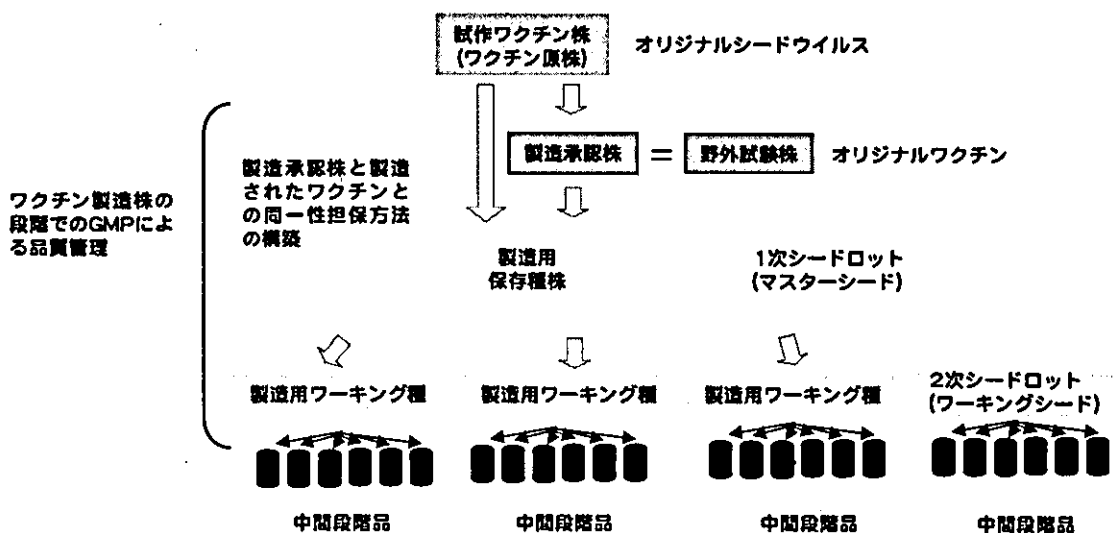 試作ワクチン株
(ワクチン原株)
オリジナルシードウイルス
製造承認株
=
野外試験株
オリジナルワクチン
ワクチン製造株の
段階でのGMPによ
る品質管理
製造承認株と製造
されたワクチンと
の同一性担保方法
の構築
製造用
保存種株
1次シードロット
(マスターシード)
製造用ワーキング種
製造用ワーキング種
製造用ワーキング種
2次シードロット
(ワーキングシード)
中間段階品
中間段階品
中間段階品
中間段階品